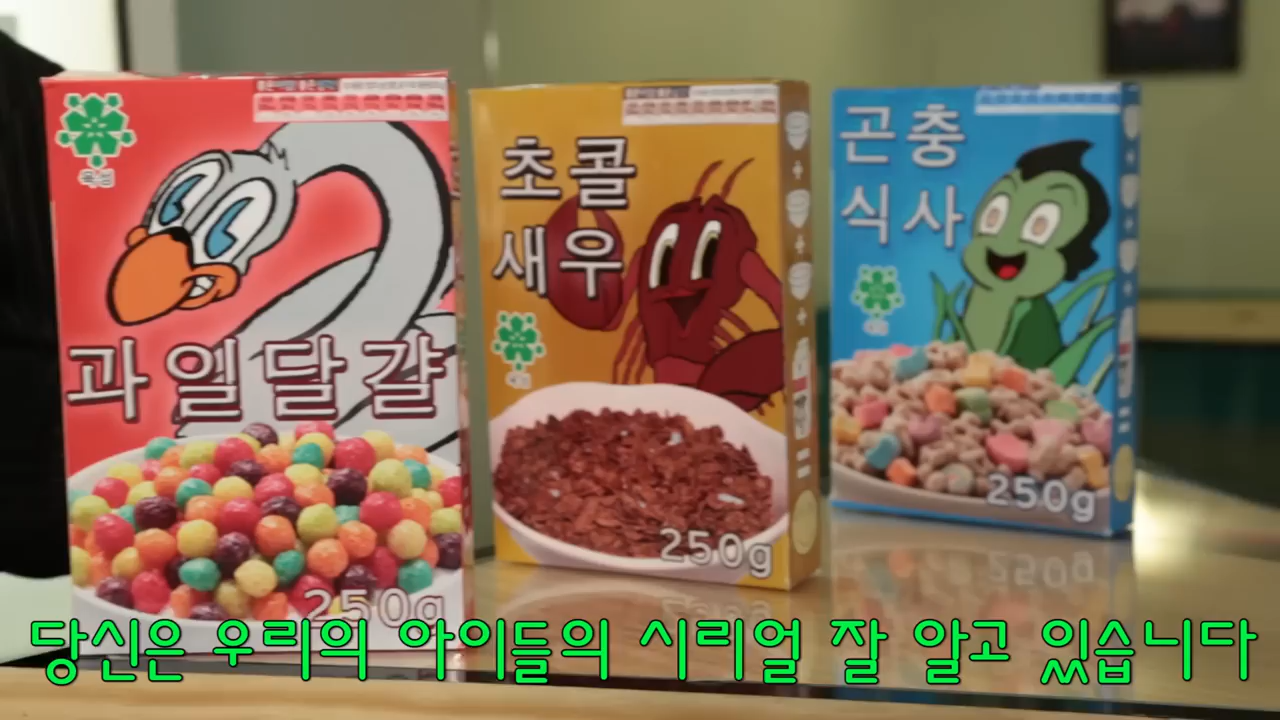 과일달걀
250g
초콜
새우
250g
곤충
식사
250g
당신은 우리의 아이들의 시리얼 잘 알고 있습니다